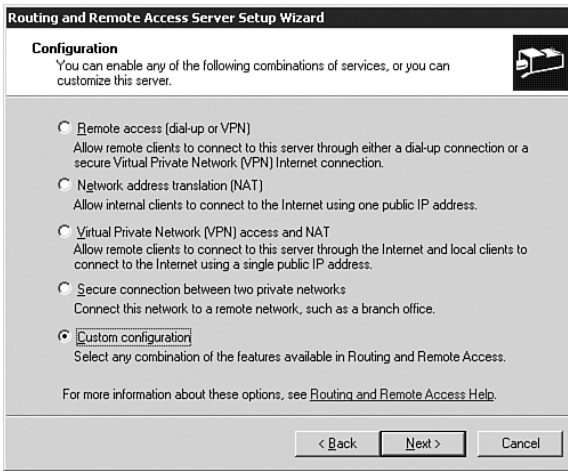 Routing and Remote Access Server Setup Wizard
Configuration
You can enable any of the following combinations of services, or you can
customize this server.
Remote access (dial-up or VPN)
Allow remote clients to connect to this server through either a dial-up connection or a
secure Virtual Private Network (VPN) Internet connection.
Network address translation (NAT)
Allow internal clients to connect to the Internet using one public IP address.
Virtual Private Network (VPN) access and NAT
Allow remote clients to connect to this server through the Internet and local clients to
connect to the Internet using a single public IP address.
Secure connection between two private networks
Connect this network to a remote network, such as a branch office.
Custom configuration
Select any combination of the features available in Routing and Remote Access.
For more information about these options, see Routing and Remote Access Help.
< Back Next > Cancel